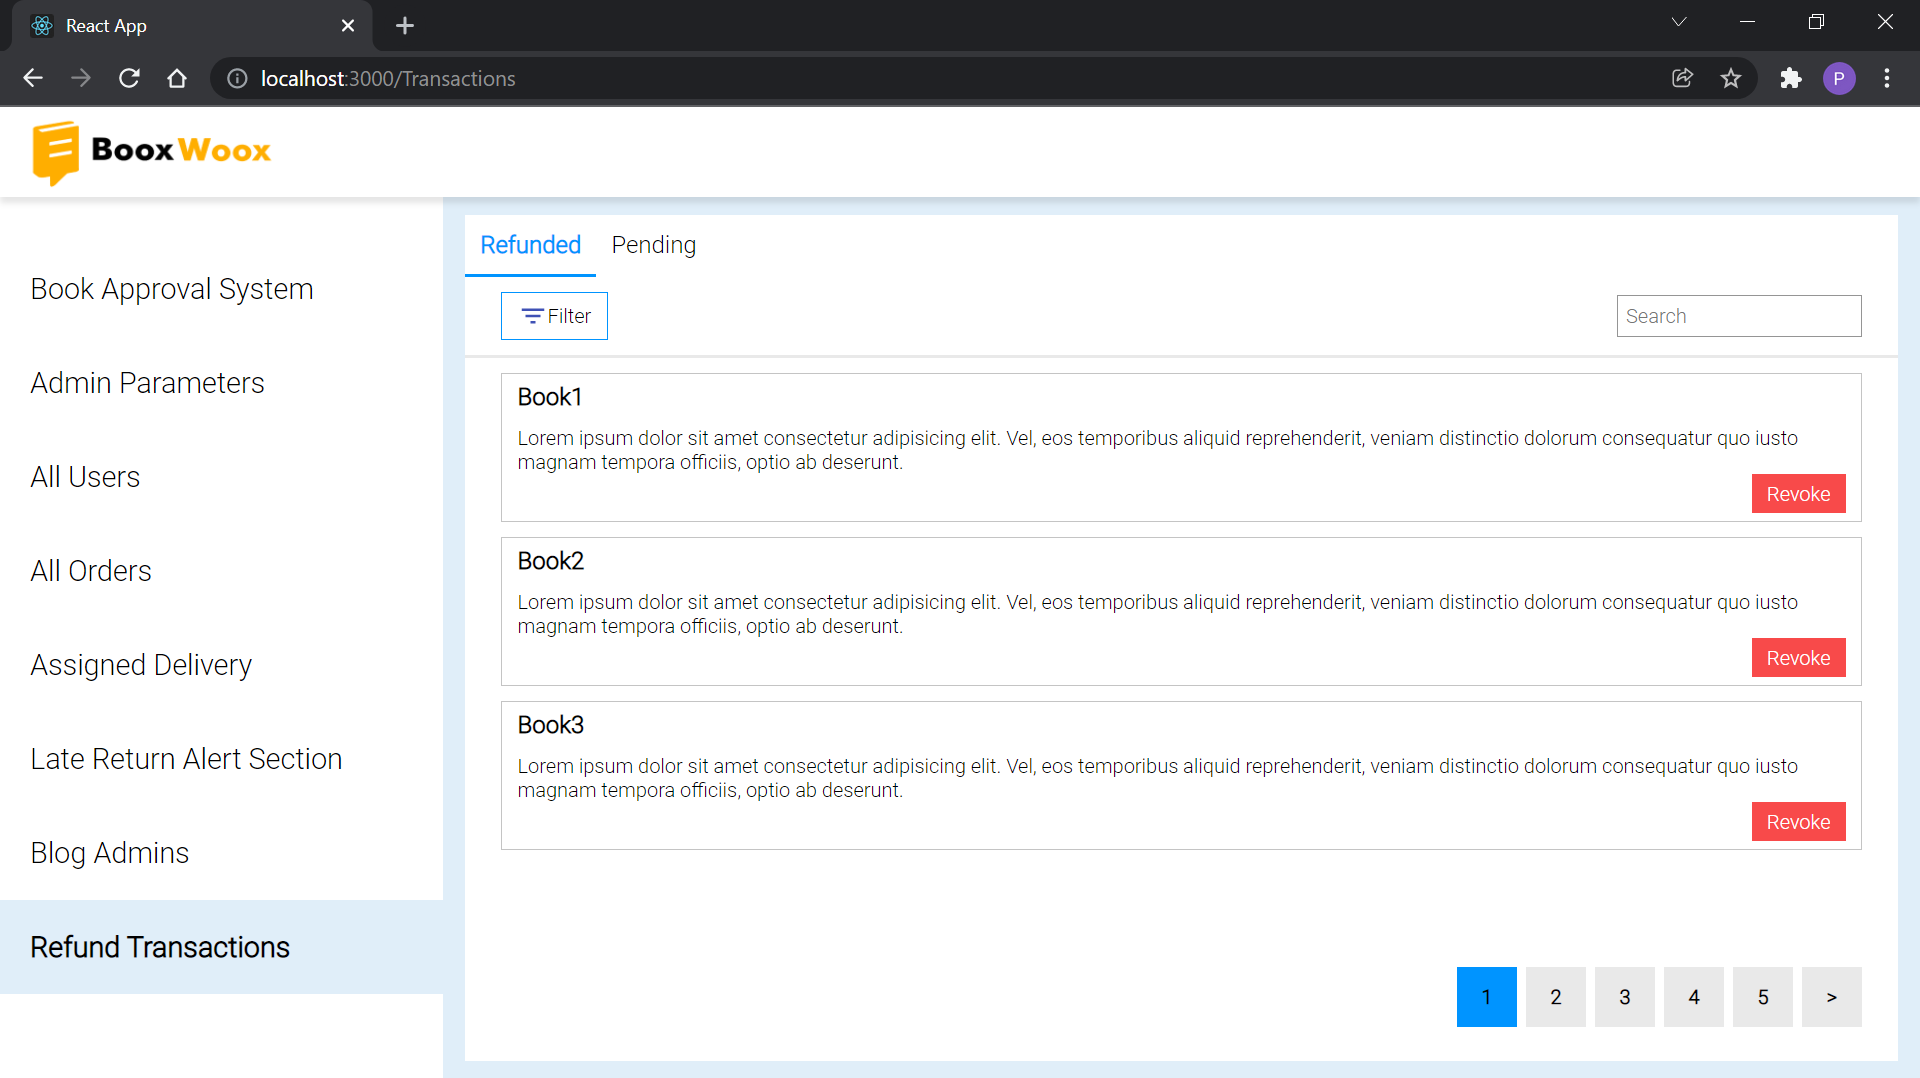 React App
localhost:3000/Transactions
P
BooxWoox
Book Approval System
Admin Parameters
All Users
All Orders
Assigned Delivery
Late Return Alert Section
Blog Admins
Refund Transactions
Refunded Pending
Filter
Search
Book1
Lorem ipsum dolor sit amet consectetur adipisicing elit. Vel, eos temporibus aliquid reprehenderit, veniam distinctio dolorum consequatur quo iusto
magnam tempora officiis, optio ab deserunt.
Revoke
Book2
Lorem ipsum dolor sit amet consectetur adipisicing elit. Vel, eos temporibus aliquid reprehenderit, veniam distinctio dolorum consequatur quo iusto
magnam tempora officiis, optio ab deserunt.
Revoke
Book3
Lorem ipsum dolor sit amet consectetur adipisicing elit. Vel, eos temporibus aliquid reprehenderit, veniam distinctio dolorum consequatur quo iusto
magnam tempora officiis, optio ab deserunt.
Revoke
1 2 3 4 5 >